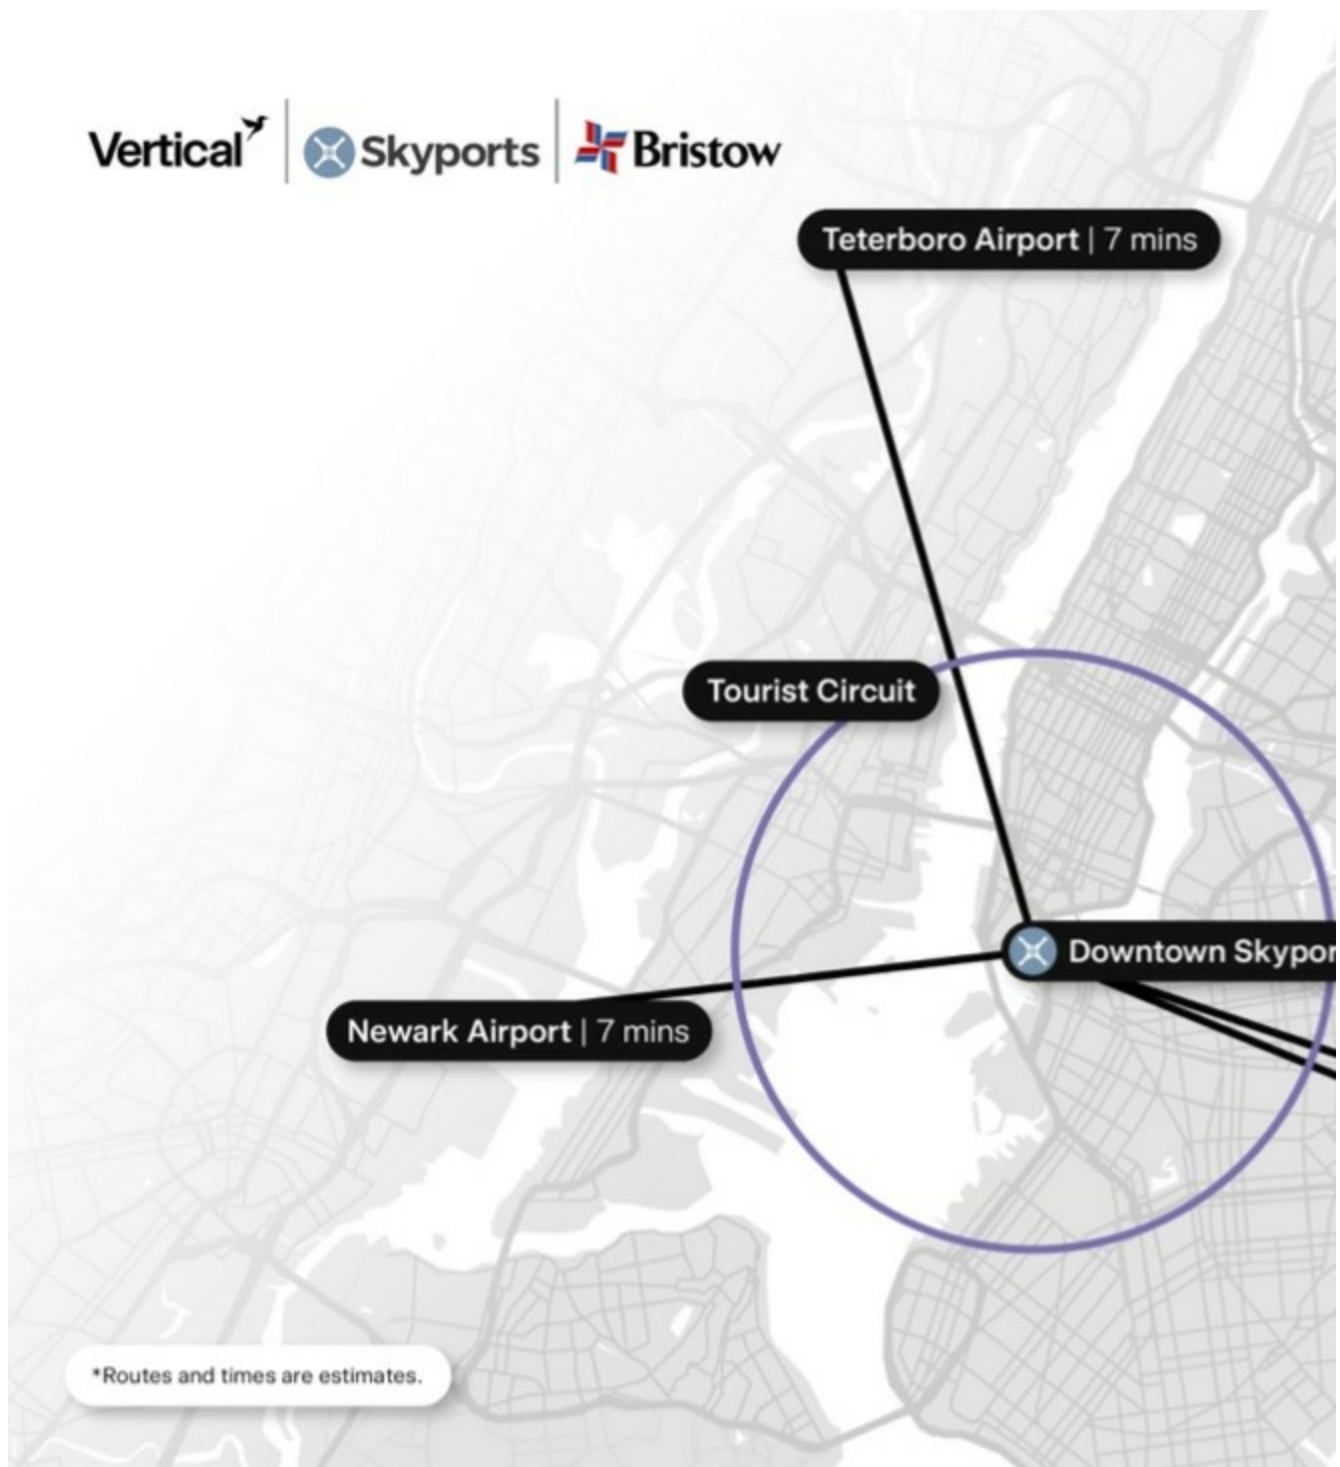 Vertical | Skyports | Bristow
Teterboro Airport | 7 mins
Tourist Circuit
Downtown Skypor
Newark Airport | 7 mins
*Routes and times are estimates.